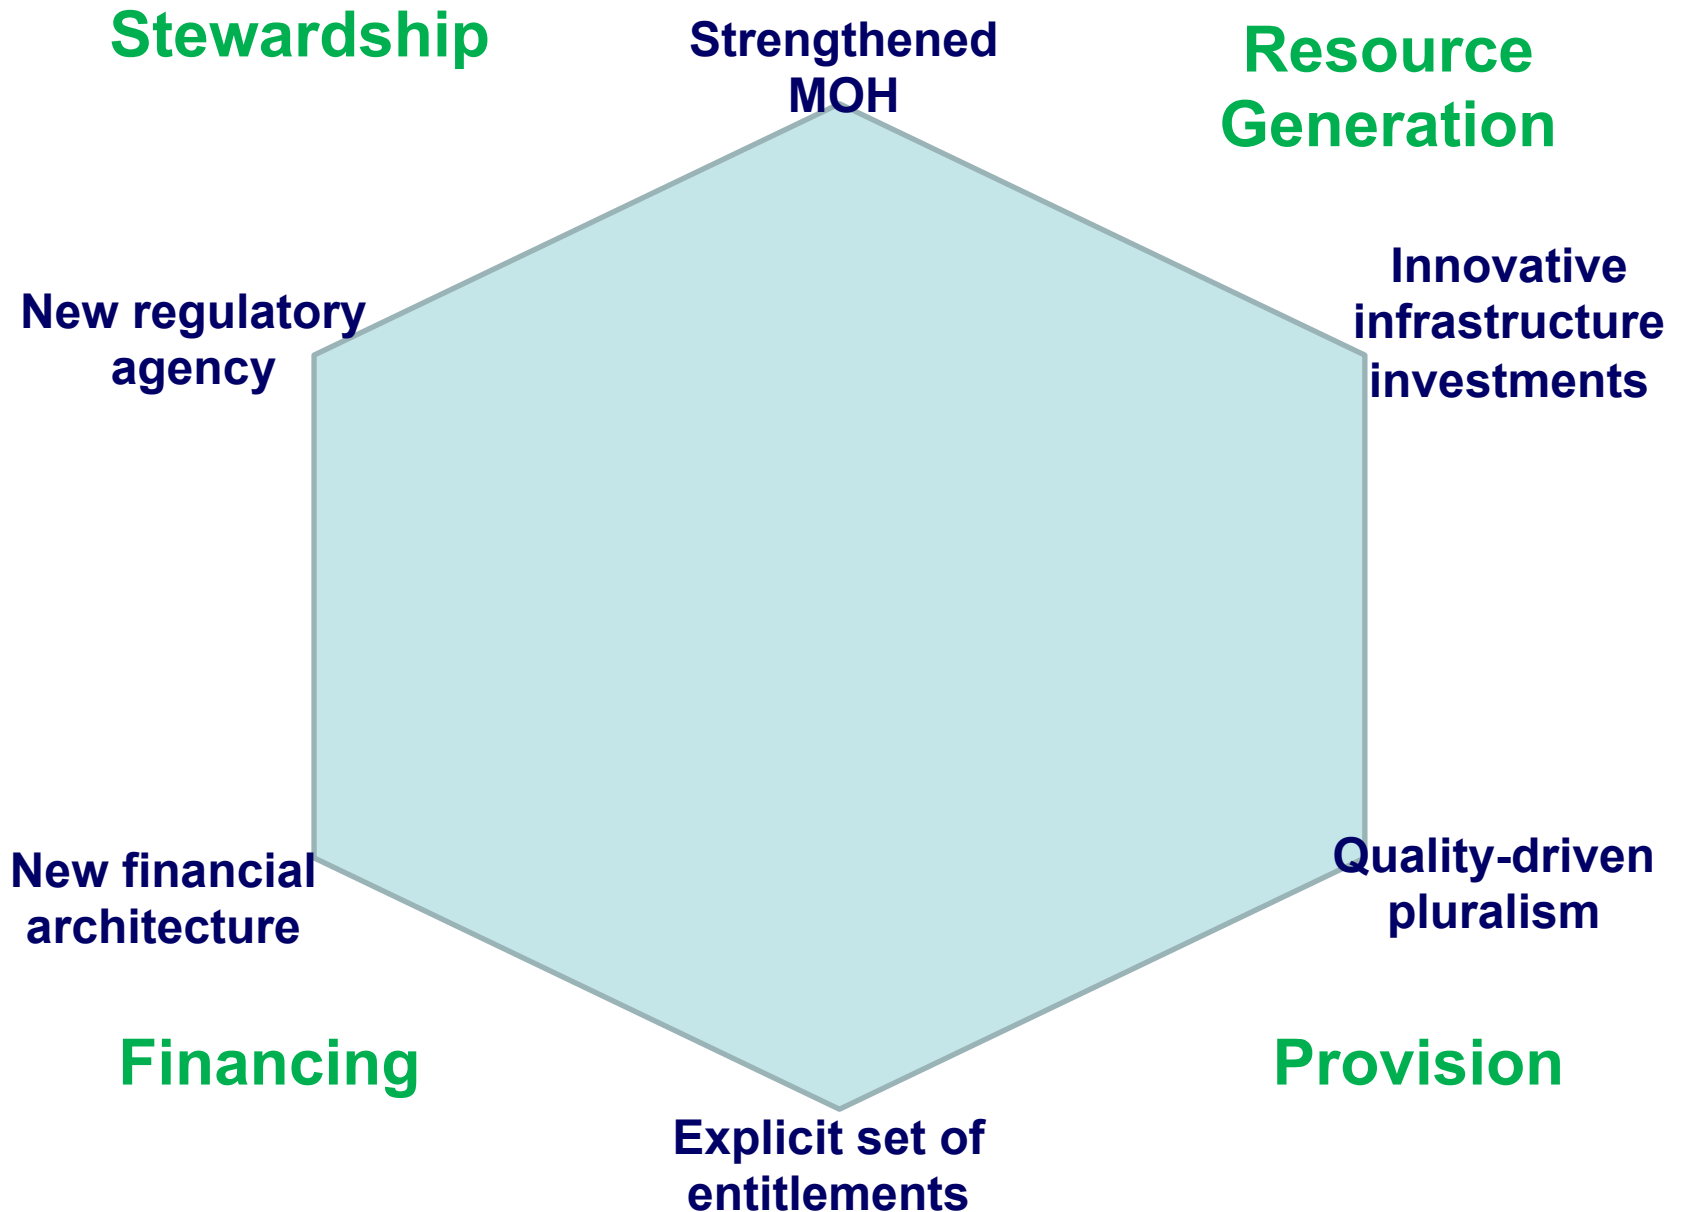 Stewardship
Strengthened
MOH
Resource
Generation
New regulatory
agency
Innovative
infrastructure
investments
New financial
architecture
Quality-driven
pluralism
Financing
Provision
Explicit set of
entitlements